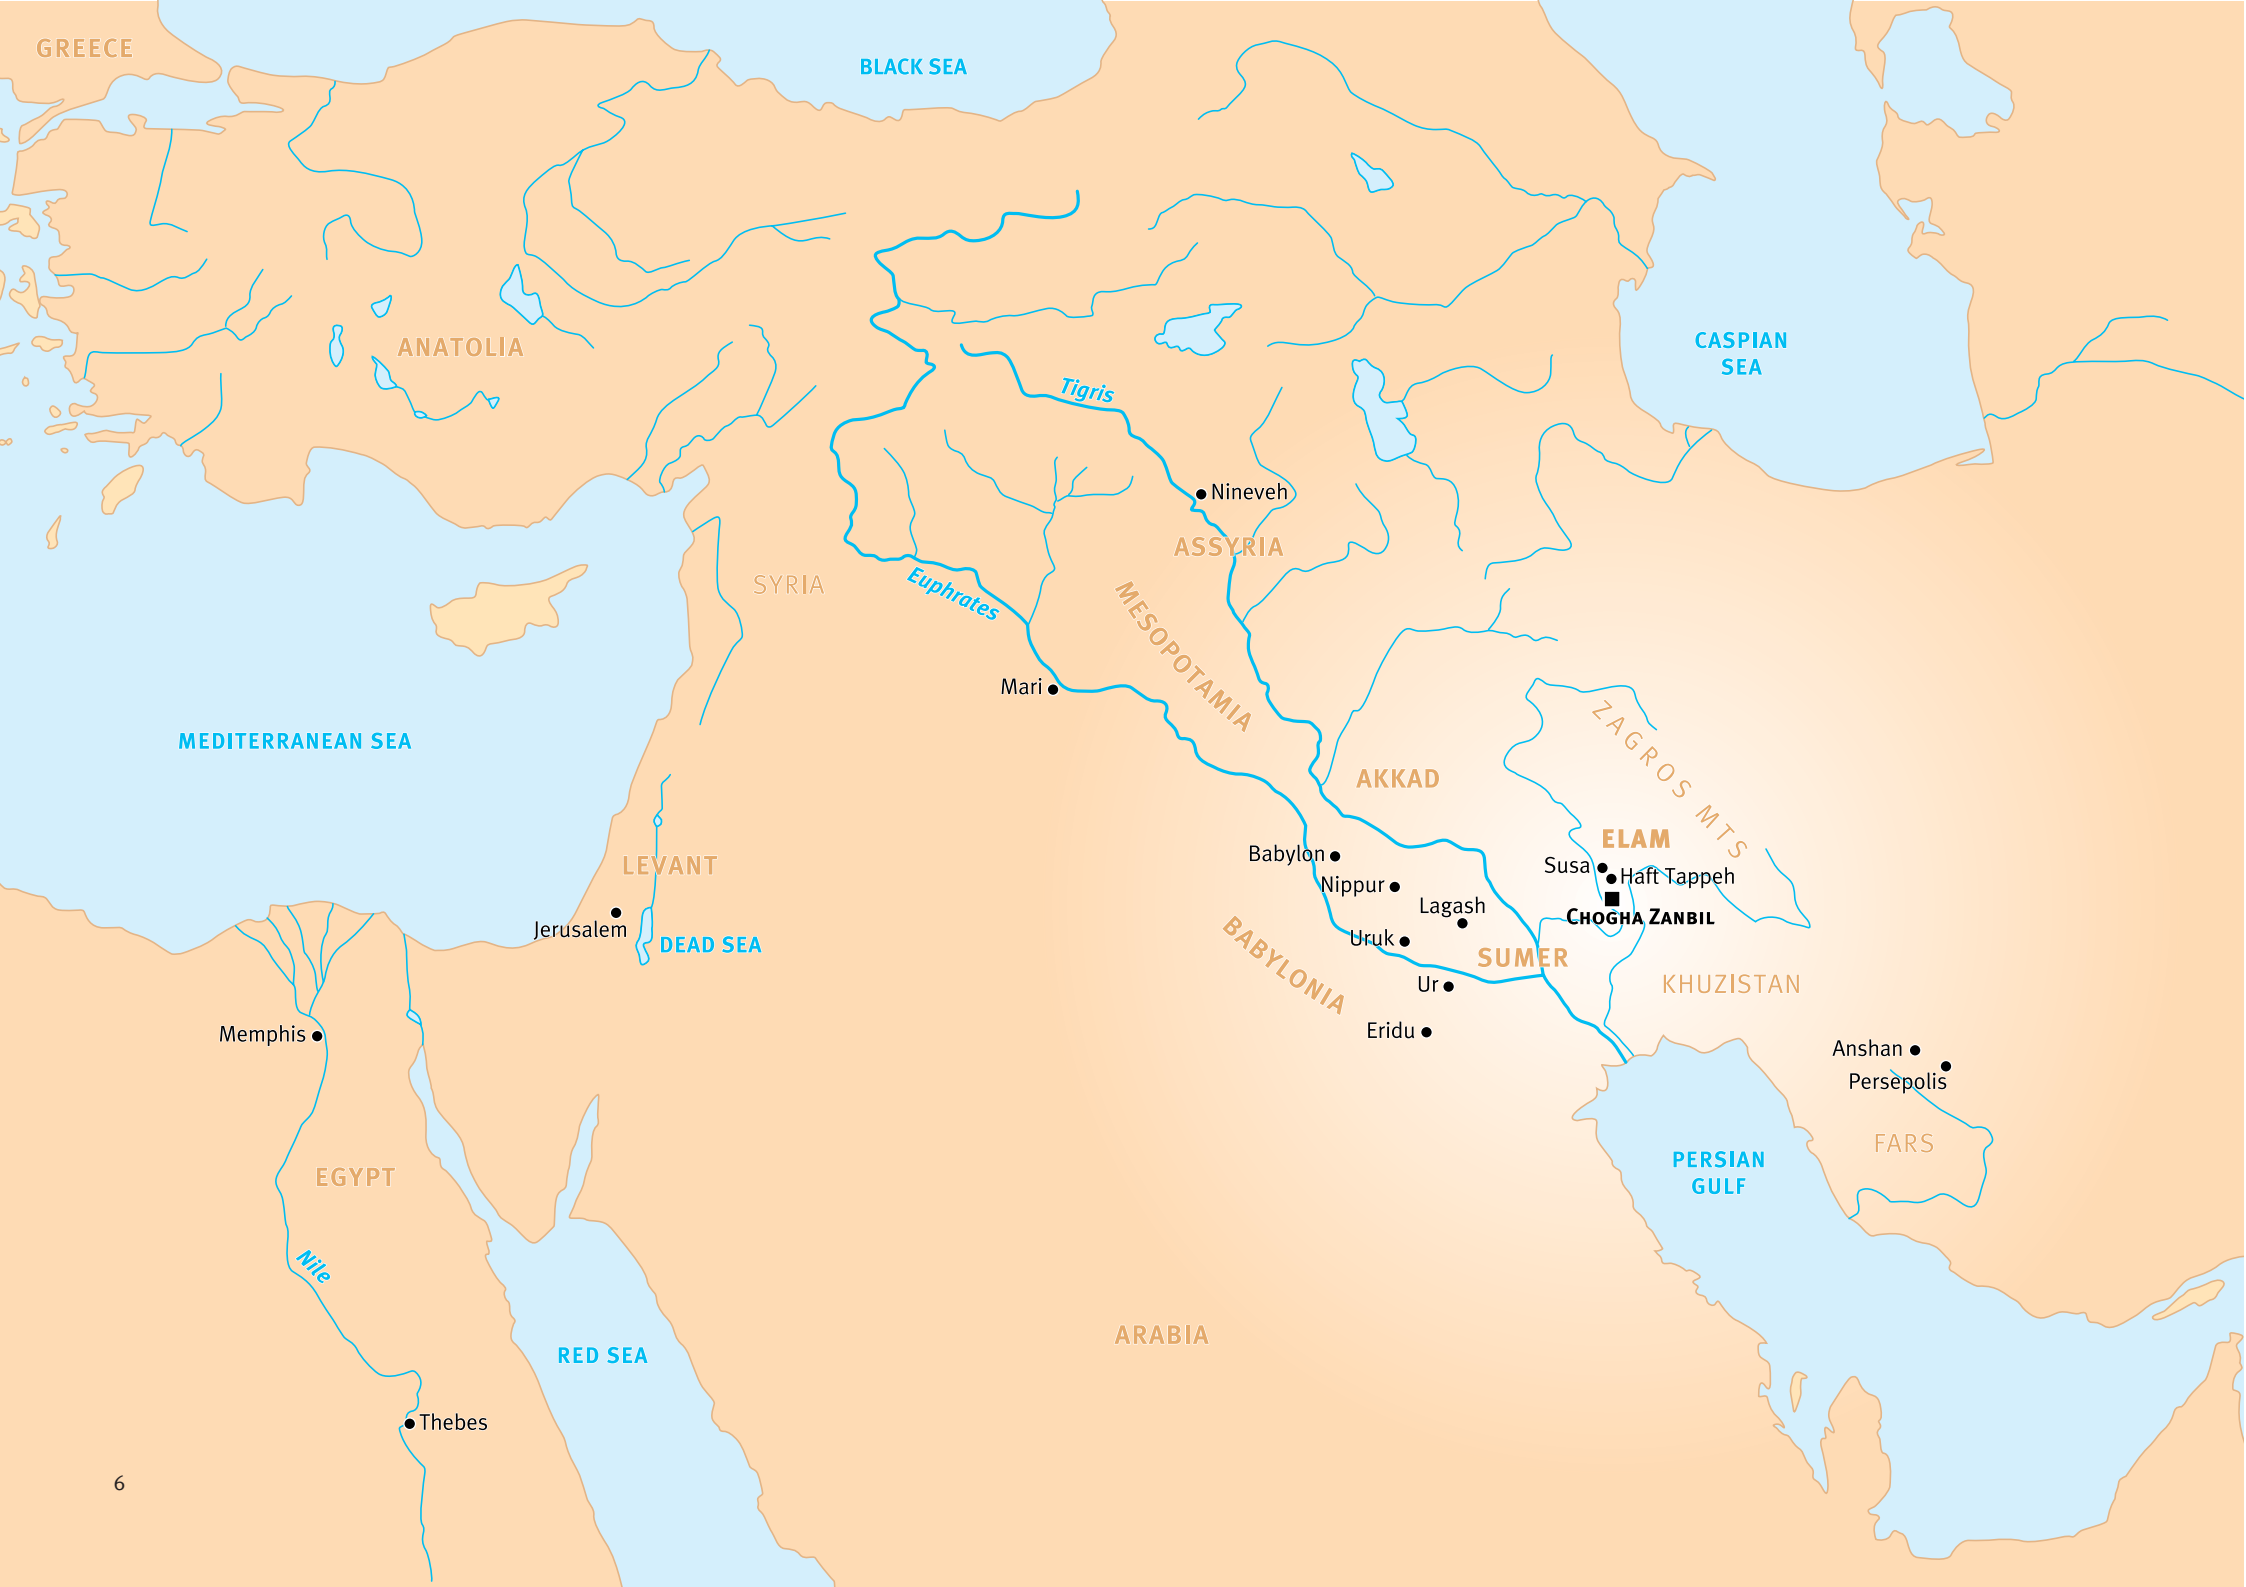 GREECE
BLACK SEA
ANATOLIA
CASPIAN
SEA
Tigris
Nineveh
ASSYRIA
SYRIA
Euphrates
MESOPOTAMIA
Mari
ZAGROS MTS
MEDITERRANEAN SEA
AKKAD
ELAM
Babylon
Susa
Haft Tappeh
LEVANT
Nippur
Lagash
CHOGHA ZANBIL
Jerusalem
DEAD SEA
Uruk
BABYLONIA
SUMER
KHUZISTAN
Ur
Memphis
Eridu
Anshan
Persepolis
EGYPT
FARS
PERSIAN
GULF
Nile
RED SEA
ARABIA
Thebes
6